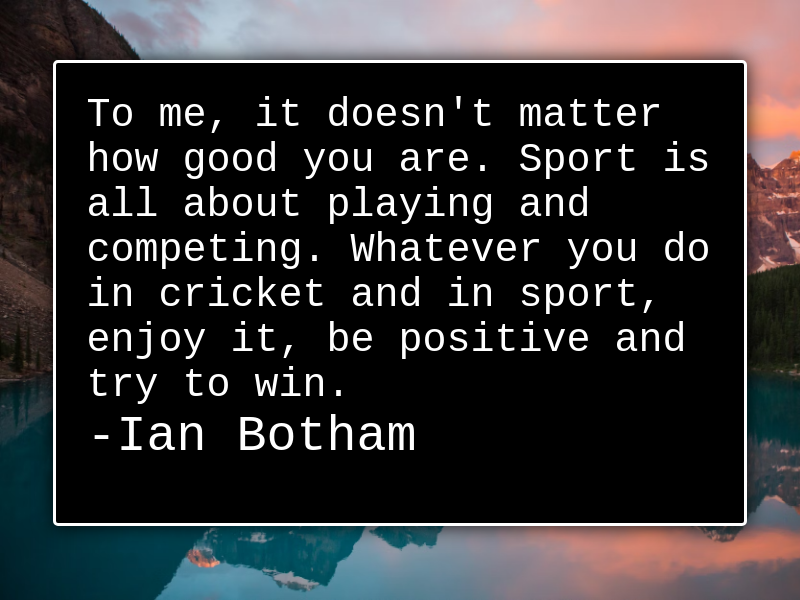 To me, it doesn't matter
how good you are. Sport is
all about playing and
competing. Whatever you do
in cricket and in sport,
enjoy it, be positive and
try to win.
-Ian Botham